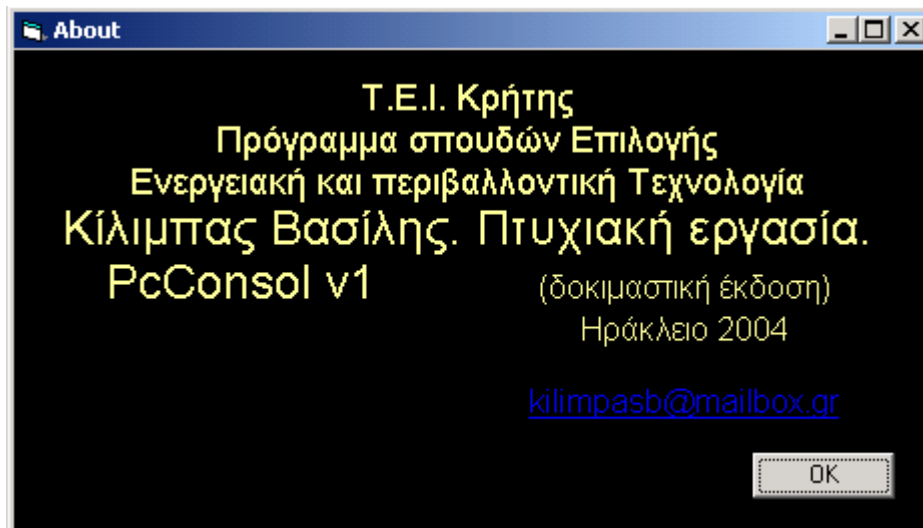 About
Τ.Ε.Ι. Κρήτης
Πρόγραμμα σπουδών Επιλογής
Ενεργειακή και περιβαλλοντική Τεχνολογία
Κίλιμπας Βασίλης. Πτυχιακή εργασία.
PcConsol v1 (δοκιμαστική έκδοση)
Ηράκλειο 2004
kilimpasb@mailbox.gr
OK